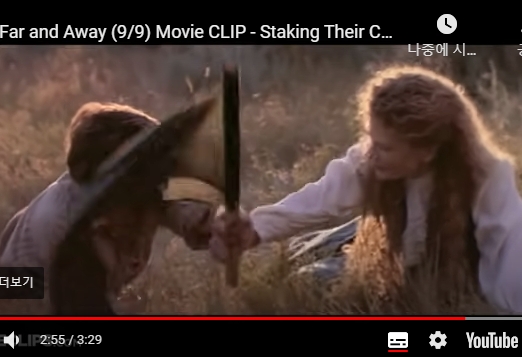 Far and Away (9/9) Movie CLIP - Staking Their C...
나중에 시...
더보기
2:55 / 3:29
YouTube